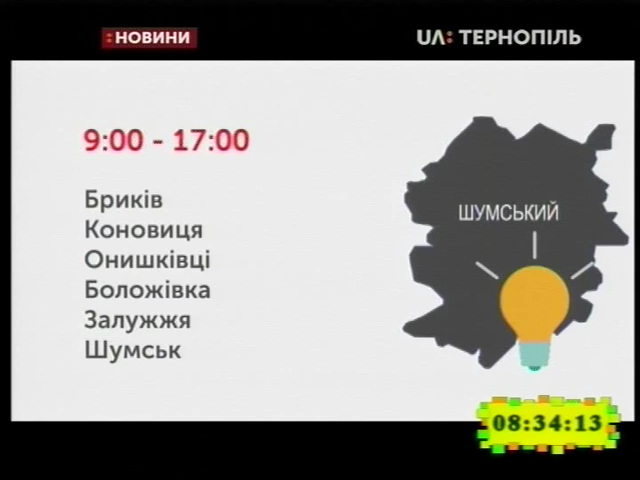 :НОВИНИ
UA: ТЕРНОПІЛЬ
9:00 - 17:00
Бриків
Коновиця
Онишківці
Боложівка
Залужжя
Шумськ
ШУМСЬКИЙ
08:34:13